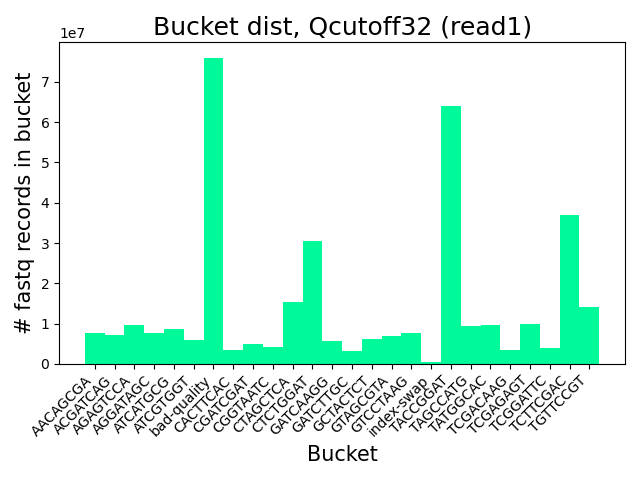 Bucket dist, Qcutoff32 (read1)
1e7
# fastq records in bucket
7
6
5
4
3
2
1
0
AACAGCGA
ACGATCAG
AGAGTCCA
AGGATAGC
ATCATGCG
ATCGTGGT
bad-quality
CACTTCAC
CGATCGAT
CGGTAATC
CTAGCTCA
CTCTGGAT
GATCAAGG
GATCTTGC
GCTACTCT
GTAGCGTA
GTCCTAAG
index-swap
TACCGGAT
TAGCCATG
TATGGCAC
TCGACAAG
TCGAGAGT
TCGGATTC
TCTTCGAC
TGTTCCGT
Bucket